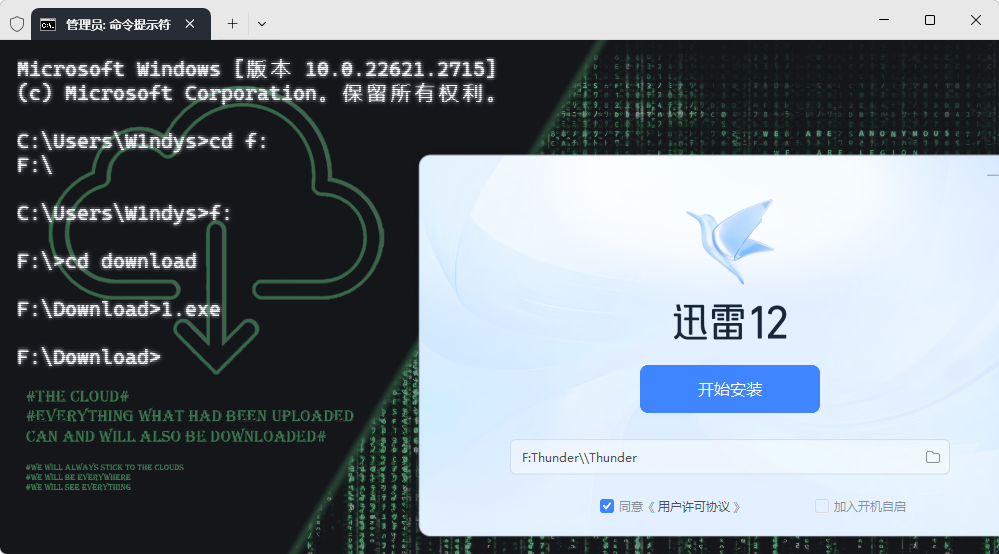 管理员: 命令提示符
Microsoft Windows [版本 10.0.22621.2715]
(c) Microsoft Corporation。保留所有权利。
C:\Users\W1ndys>cd f:
F:\
C:\Users\W1ndys>f:
F:\>cd download
F:\Download>1.exe
F:\Download>
#THE CLOUD#
#EVERYTHING WHAT HAD BEEN UPLOADED
CAN AND WILL ALSO BE DOWNLOADED#
#WE WILL ALWAYS STICK TO THE CLOUDS
#WE WILL BE EVERYWHERE
#WE WILL SEE EVERYTHING
WE ARE ANONYMOUS
WE ARE LEGION
迅雷12
开始安装
F:Thunder\\Thunder
同意《用户许可协议》
加入开机自启